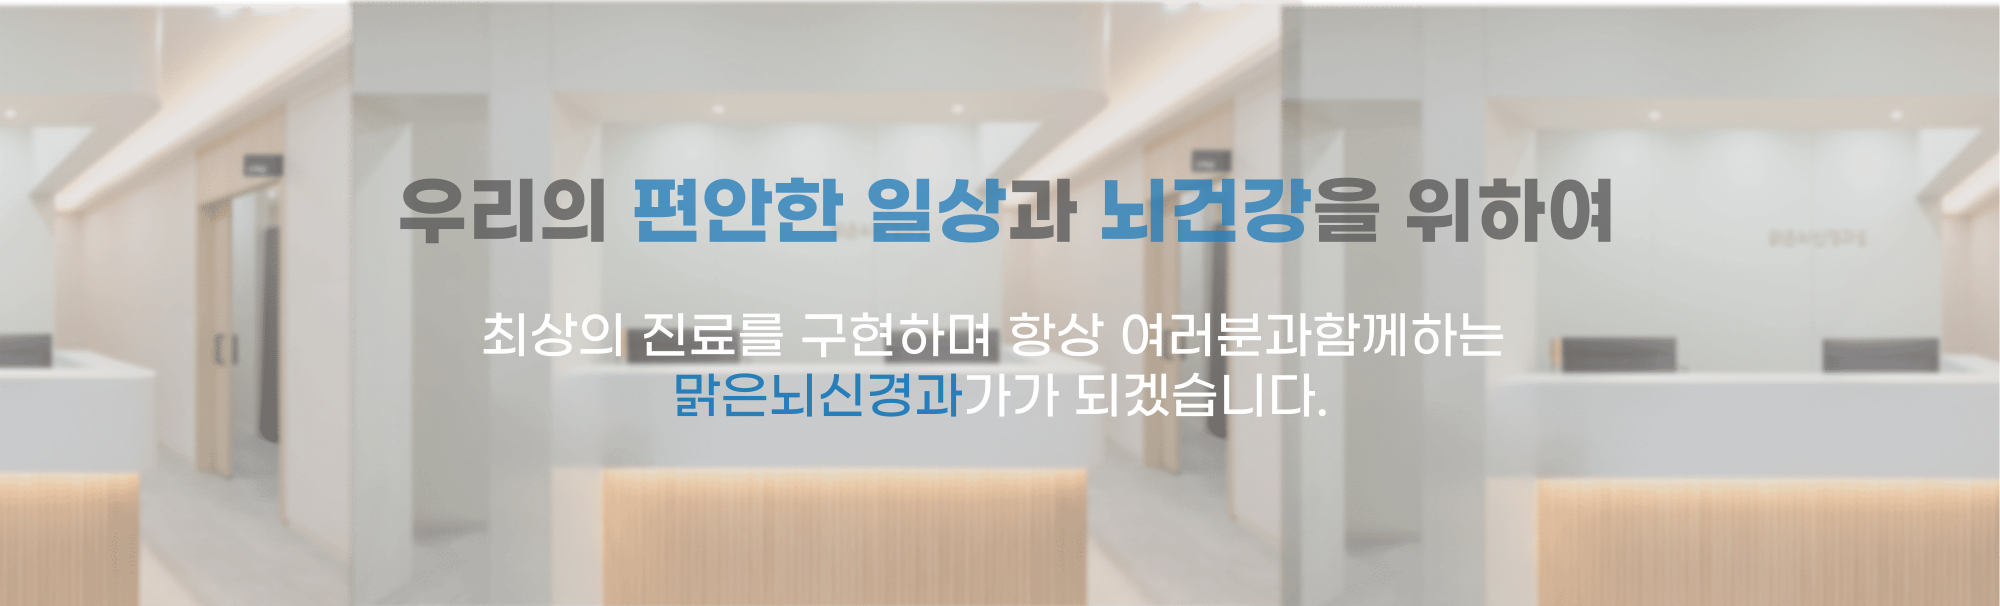 우리의 편안한 일상과 뇌건강을 위하여
최상의 진료를 구현하며 항상 여러분과함께하는
맑은뇌신경과가가 되겠습니다.